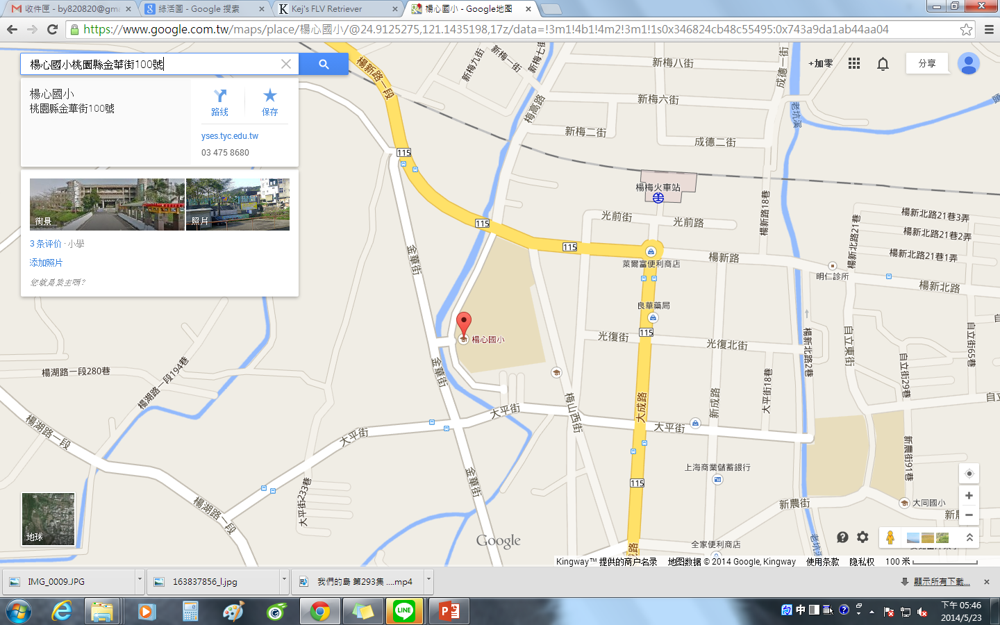 收件匣 - by820820@gma
綠活圖 - Google 搜索
Kej's FLV Retriever
楊心國小 - Google地图
https://www.google.com.tw/maps/place/楊心國小/@24.9125275,121.1435198,17z/data=!3m1!4b1!4m2!3m1!1s0x346824cb48c55495:0x743a9da1ab44aa04
楊心國小桃園縣金華街100號
+加零
分享
楊心國小
桃園縣金華街100號
路线
保存
yses.tyc.edu.tw
03 475 8680
街景
照片
3 条评价 · 小學
添加照片
您就是業主嗎?
楊新路一段
新梅九街
新梅一街
新梅七街
梅高路
新梅八街
新梅六街
新梅二街
成德二街
成德一街
老坑溪
115
楊梅火車站
光前街
光前路
楊新路18巷
115
115
萊爾富便利商店
楊新路
明仁診所
楊新北路21巷
楊新北路21巷3弄
楊新北路21巷2弄
楊新北路21巷1弄
楊新北路
金華街
良華藥局
115
楊心國小
光復街
光復北街
楊新北路2巷
自立東街
自立街65巷
自立街29巷
金華街
楊湖路一段280巷
楊湖路一段194巷
楊湖路一段
大平街
大平街
梅山西街
大成路
新成路
大平街18巷
大平街
新農街91巷
上海商業儲蓄銀行
金華街
115
大平街233巷
楊湖路一段
新農街
大同國小
全家便利商店
老坑溪
地球
Google
Kingway™ 提供的商户名录
地图数据 © 2014 Google, Kingway
使用条款
隐私权
100 米
IMG_0009.JPG
163837856_l.jpg
我們的島 第293集 ....mp4
顯示所有下載...
LINE
中
下午 05:46
2014/5/23